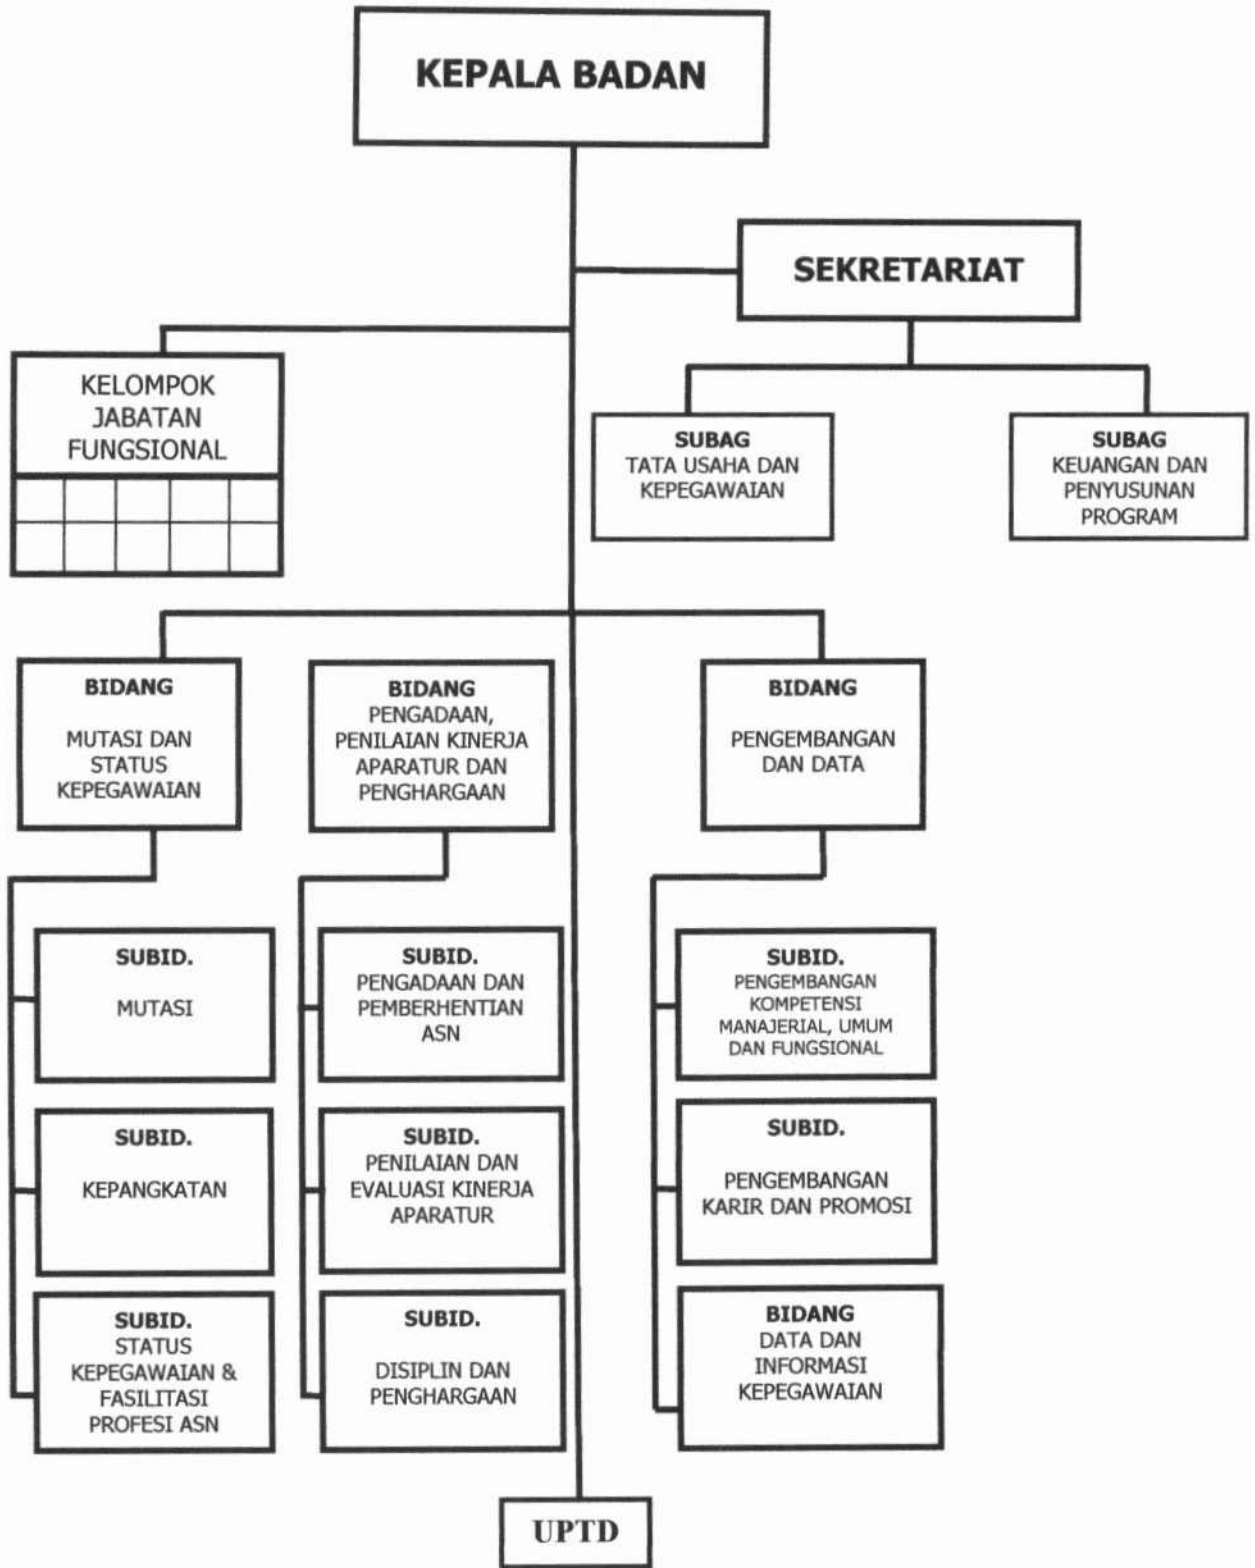 KEPALA BADAN
SEKRETARIAT
KELOMPOK
JABATAN
FUNGSIONAL
SUBAG
TATA USAHA DAN
KEPEGAWAIAN
SUBAG
KEUANGAN DAN
PENYUSUNAN
PROGRAM
BIDANG
MUTASI DAN
STATUS
KEPEGAWAIAN
BIDANG
PENGADAAN,
PENILAIAN KINERJA
APARATUR DAN
PENGHARGAAN
BIDANG
PENGEMBANGAN
DAN DATA
SUBID.
MUTASI
SUBID.
PENGADAAN DAN
PEMBERHENTIAN
ASN
SUBID.
PENGEMBANGAN
KOMPETENSI
MANAJERIAL, UMUM
DAN FUNGSIONAL
SUBID.
KEPANGKATAN
SUBID.
PENILAIAN DAN
EVALUASI KINERJA
APARATUR
SUBID.
PENGEMBANGAN
KARIR DAN PROMOSI
SUBID.
STATUS
KEPEGAWAIAN &
FASILITASI
PROFESI ASN
SUBID.
DISIPLIN DAN
PENGHARGAAN
BIDANG
DATA DAN
INFORMASI
KEPEGAWAIAN
UPTD